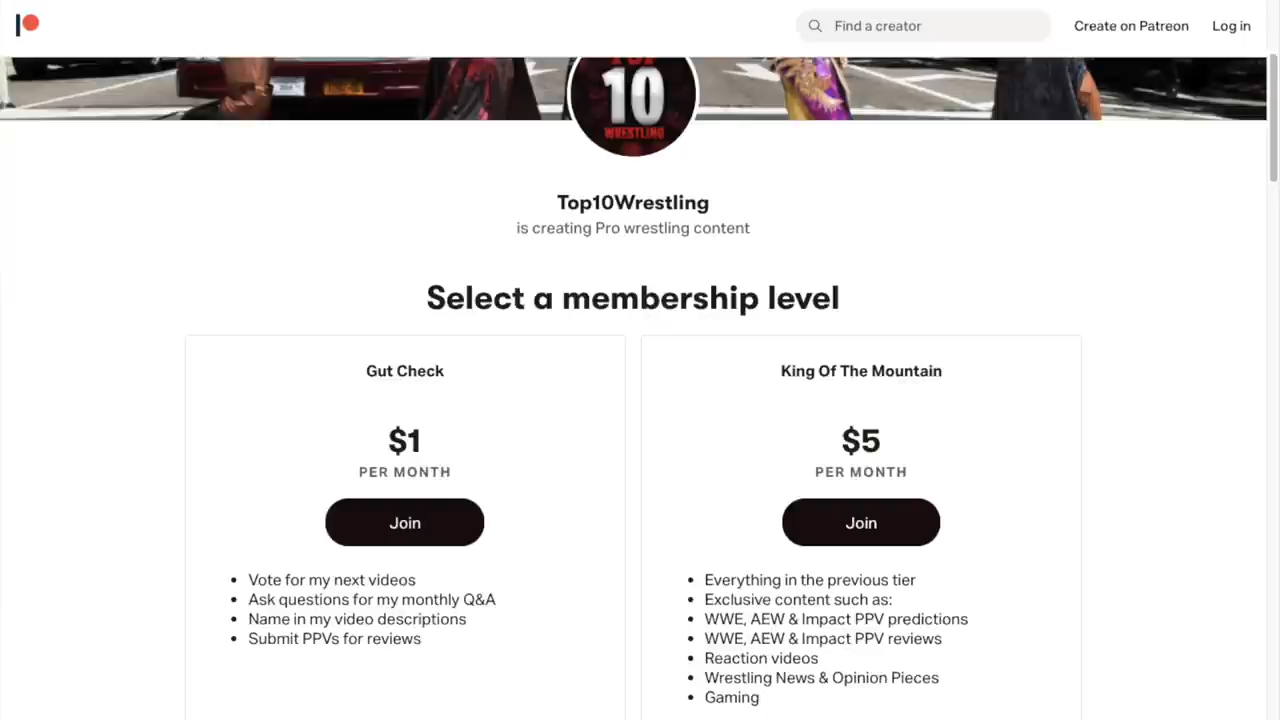 Find a creator
Create on Patreon
Log in
TOP
10
WRESTLING
Top10Wrestling
is creating Pro wrestling content
Select a membership level
Gut Check
$1
PER MONTH
Join
Vote for my next videos
Ask questions for my monthly Q&A
Name in my video descriptions
Submit PPVs for reviews
King Of The Mountain
$5
PER MONTH
Join
Everything in the previous tier
Exclusive content such as:
WWE, AEW & Impact PPV predictions
WWE, AEW & Impact PPV reviews
Reaction videos
Wrestling News & Opinion Pieces
Gaming